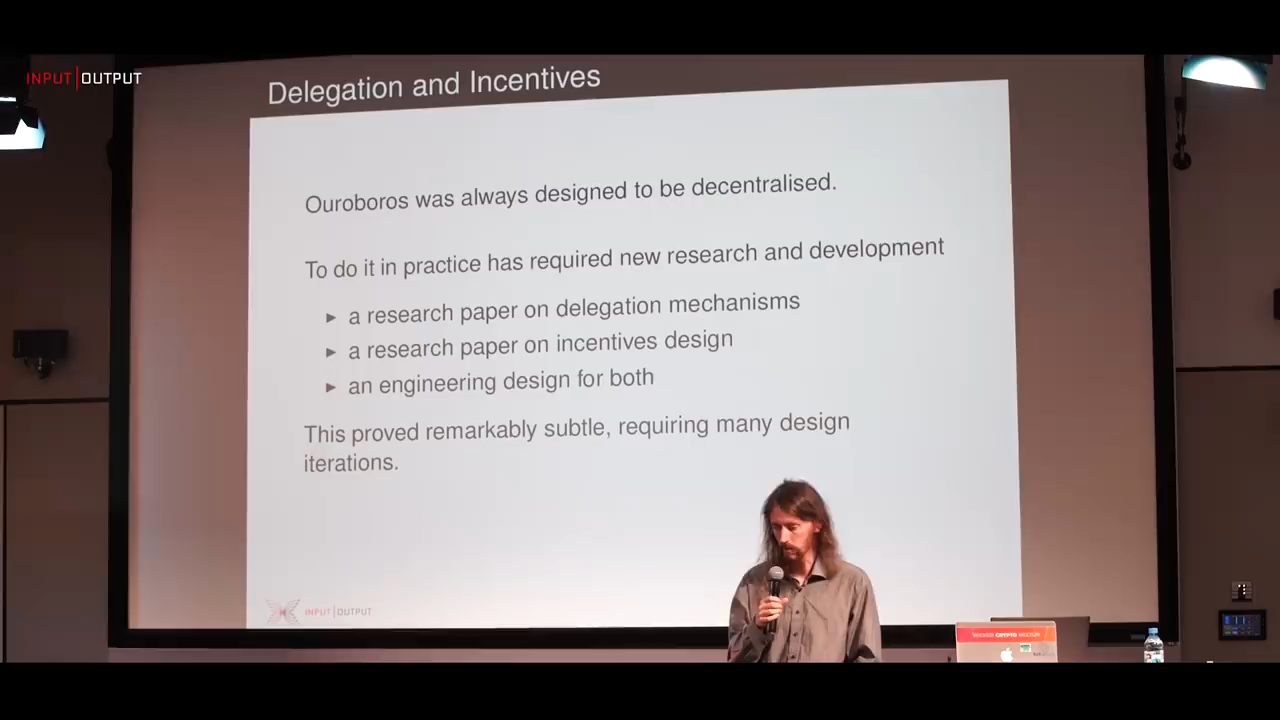 INPUT|OUTPUT
Delegation and Incentives
Ouroboros was always designed to be decentralised.
To do it in practice has required new research and development
► a research paper on delegation mechanisms
► a research paper on incentives design
► an engineering design for both
This proved remarkably subtle, requiring many design
iterations.
INPUT|OUTPUT
CRYPTO